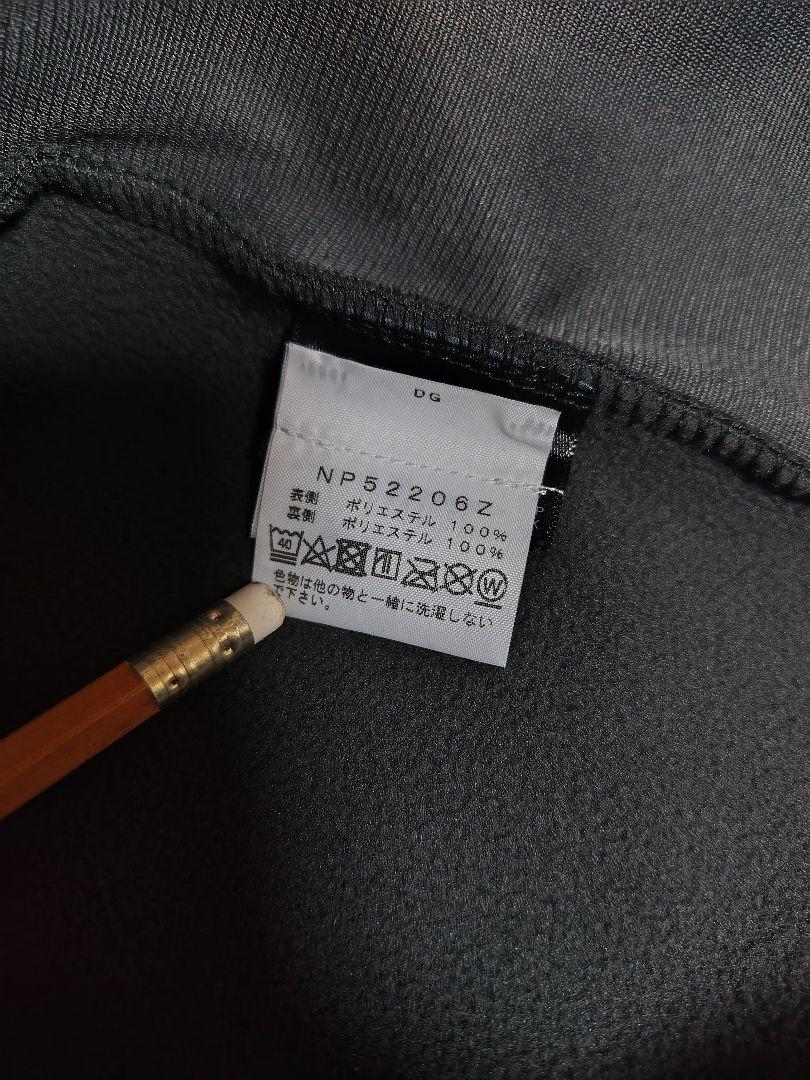 DG
NP52206Z
表側 ポリエステル 100%
裏側 ポリエステル 100%
40 W
色物は他の物と一緒に洗濯しない
で下さい。